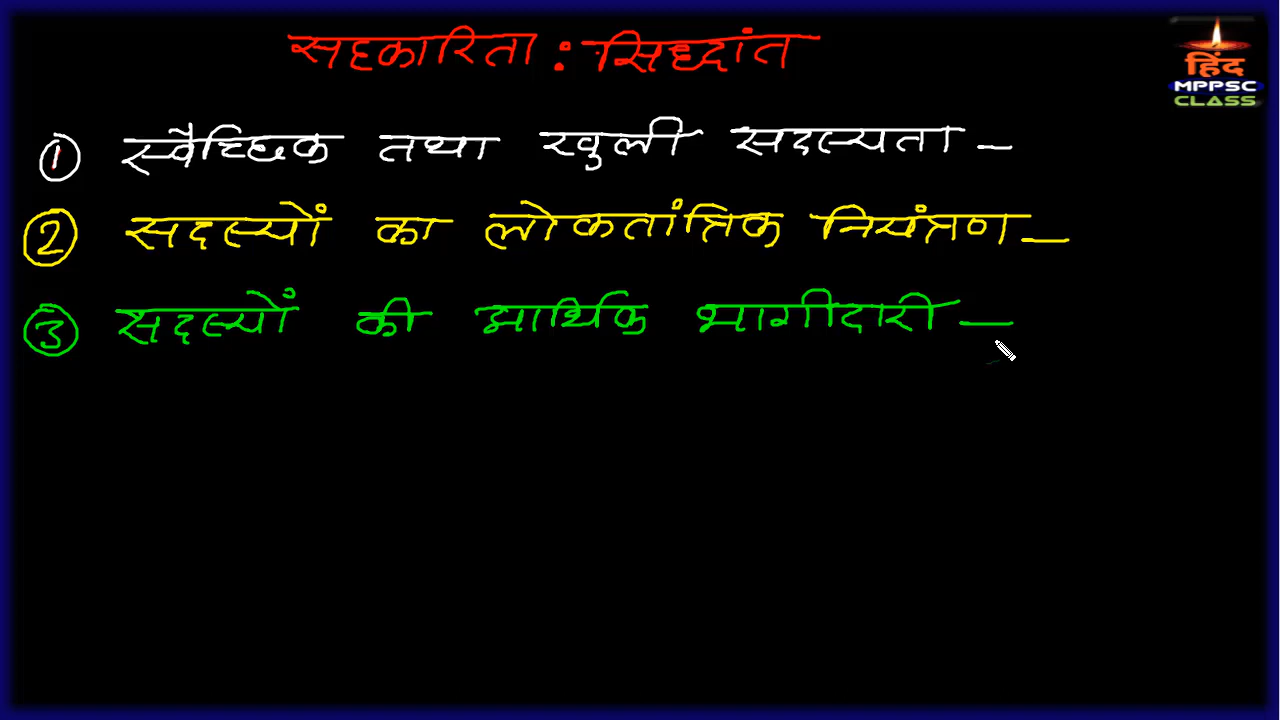 सहकारिता : सिद्धांत
हिंद
MPPSC
CLASS
① स्वैच्छिक तथा खुली सदस्यता -
② सदस्यों का लोकतांत्रिक नियंत्रण -
③ सदस्यों की आर्थिक भागीदारी -